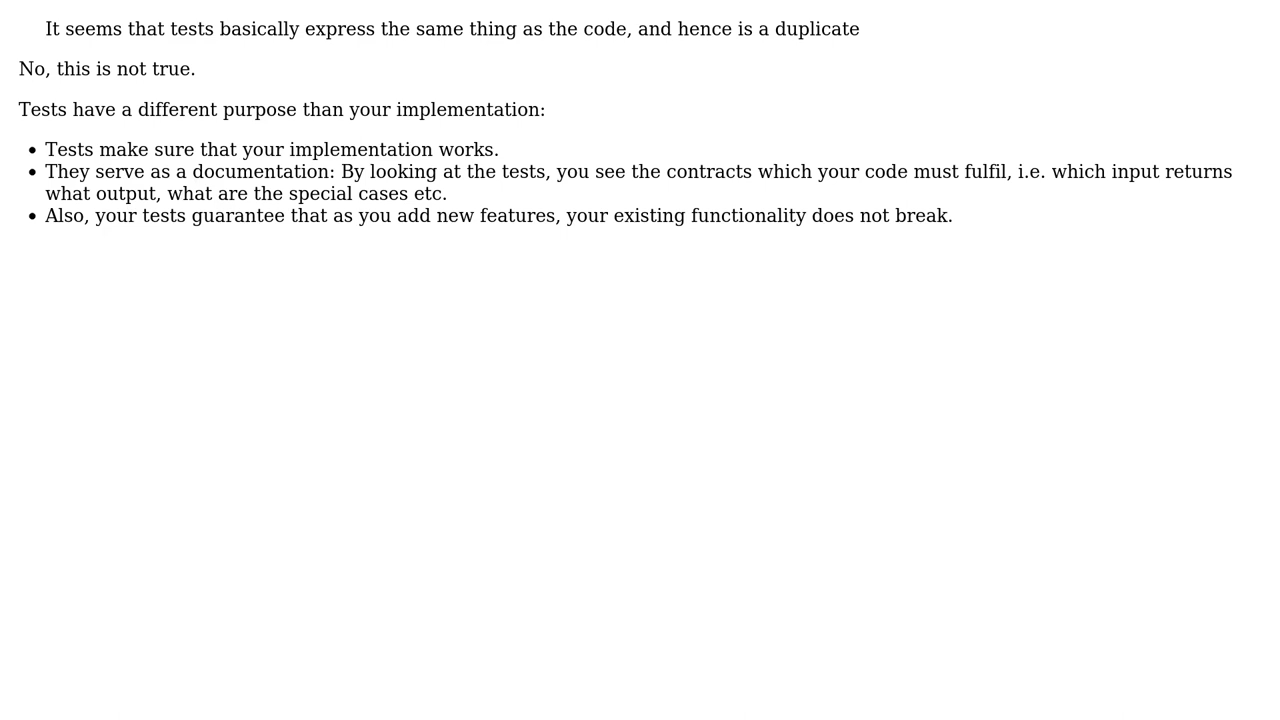 It seems that tests basically express the same thing as the code, and hence is a duplicate
No, this is not true.
Tests have a different purpose than your implementation:
• Tests make sure that your implementation works.
• They serve as a documentation: By looking at the tests, you see the contracts which your code must fulfil, i.e. which input returns
what output, what are the special cases etc.
• Also, your tests guarantee that as you add new features, your existing functionality does not break.